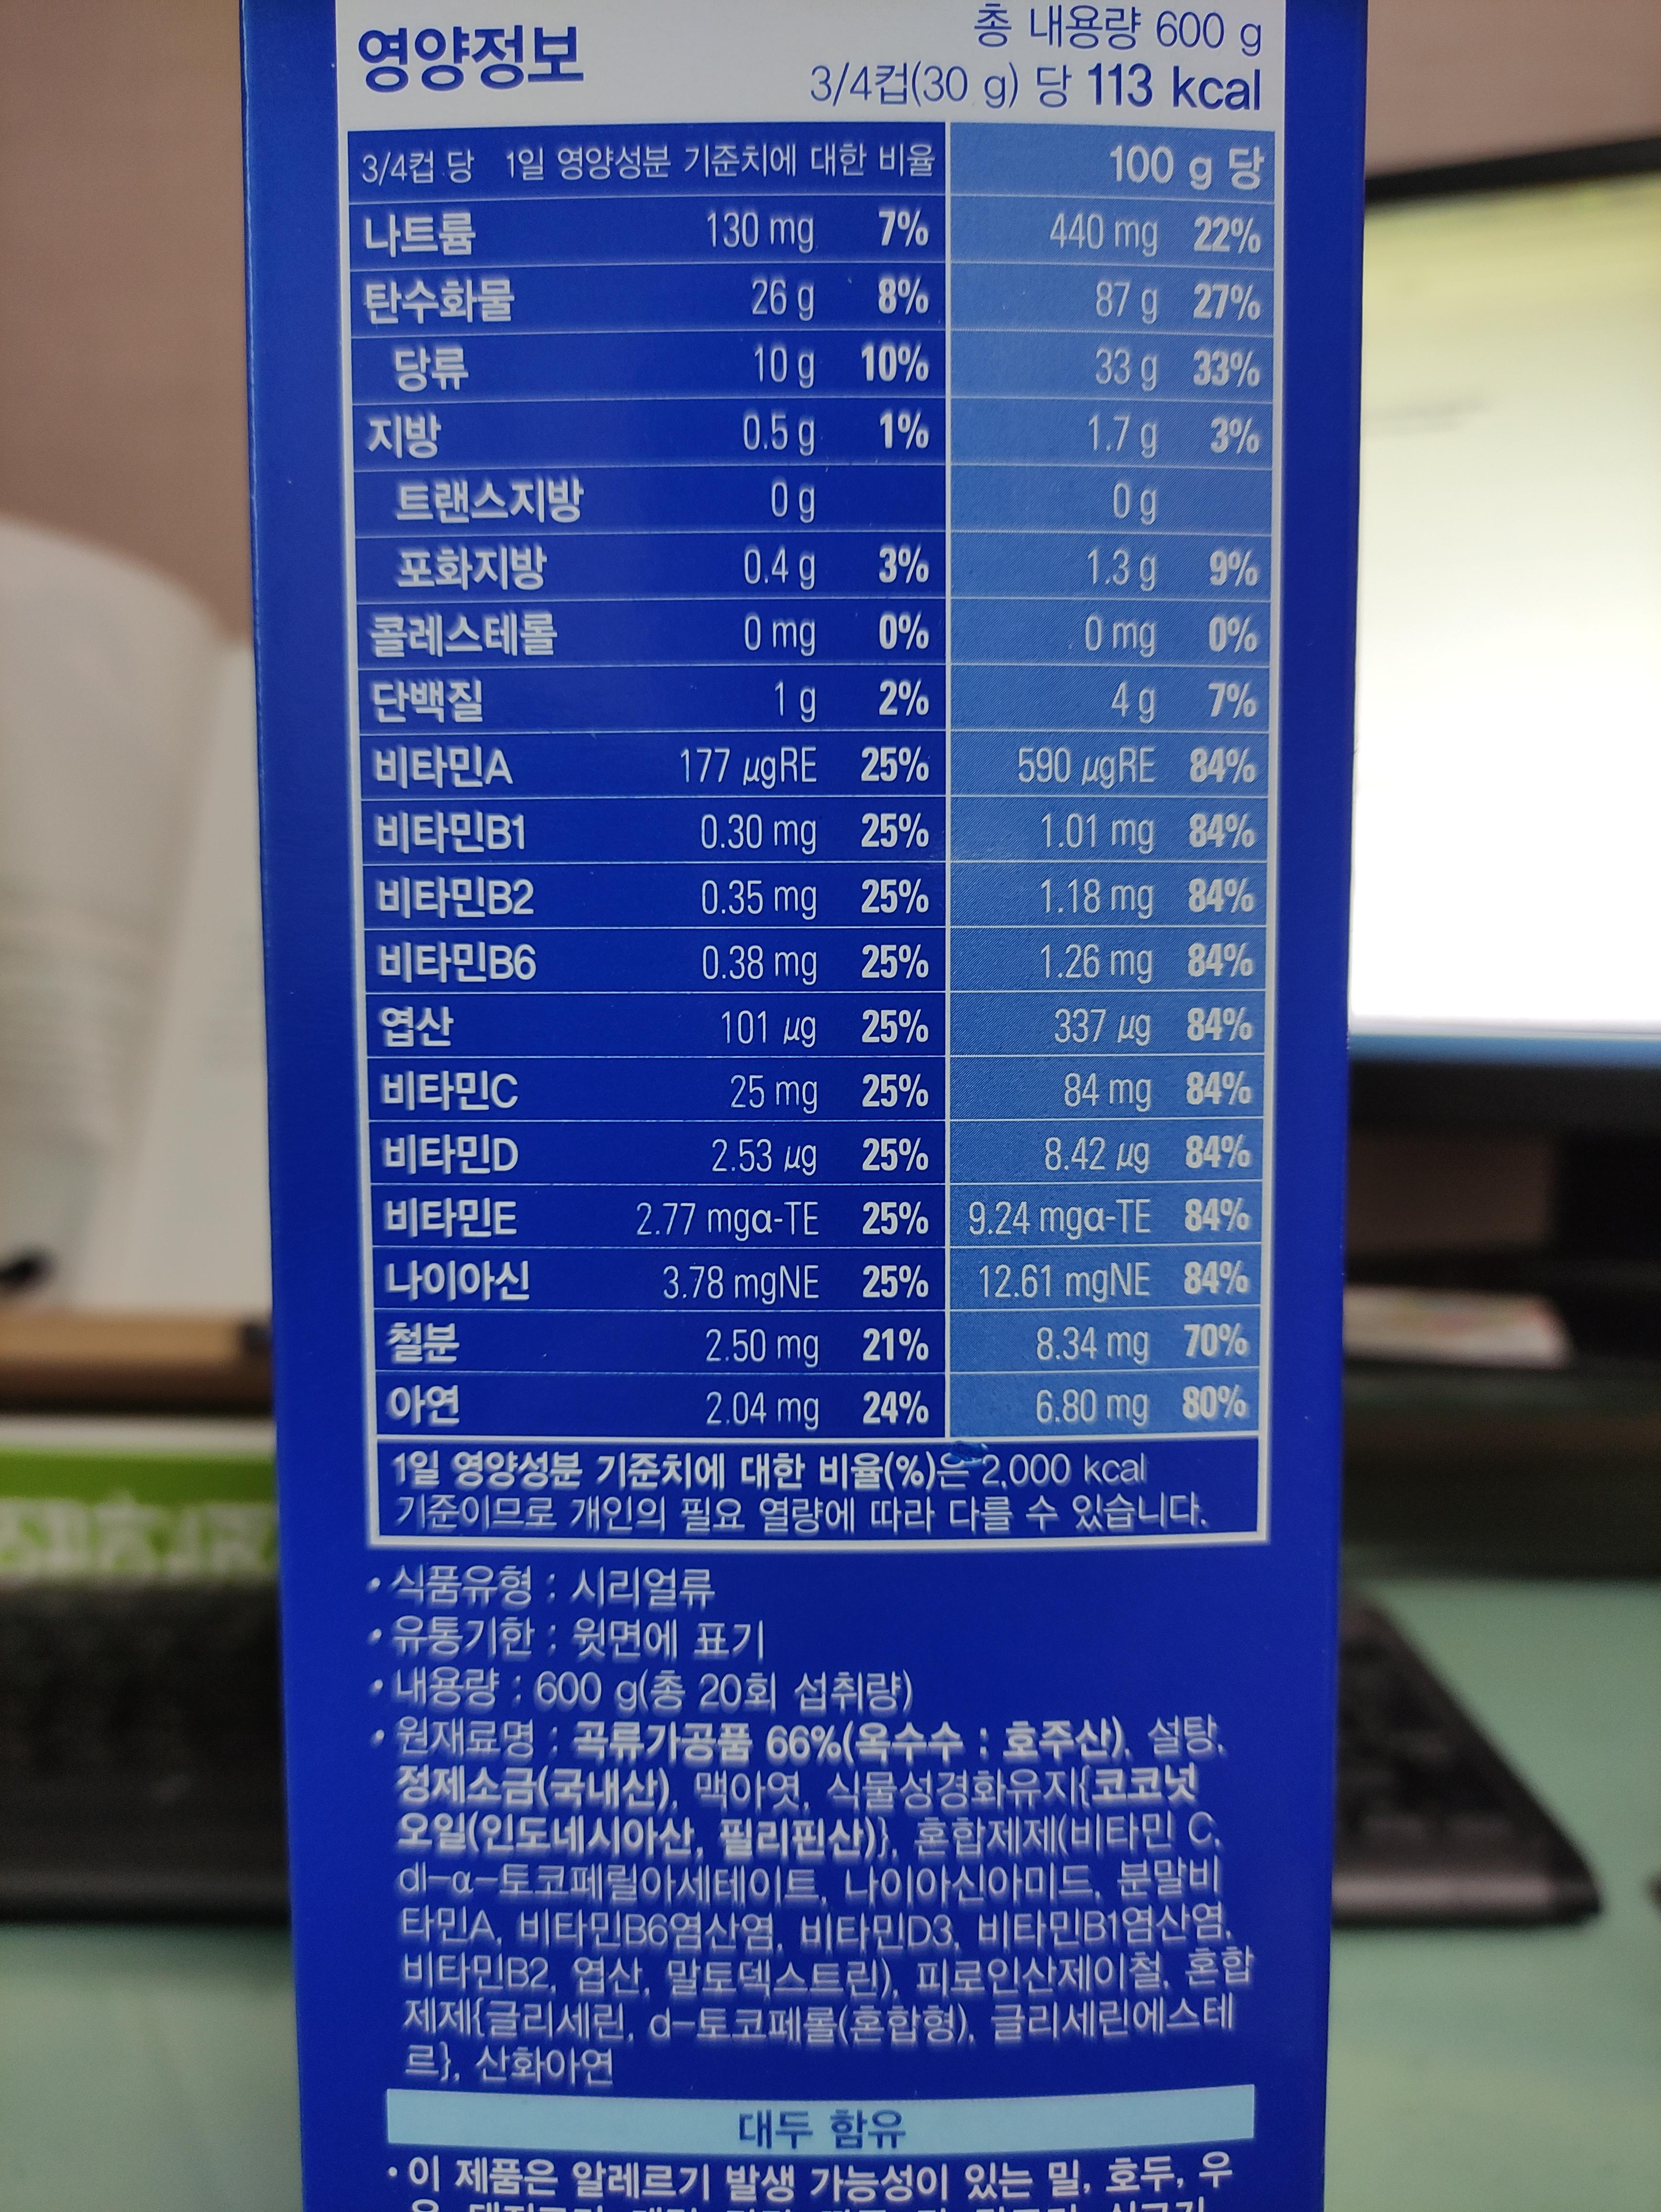 영양정보
총 내용량 600 g
3/4컵(30 g) 당 113 kcal
3/4컵 당 1일 영양성분 기준치에 대한 비율 100 g 당
나트륨 130 mg 7% 440 mg 22%
탄수화물 26 g 8% 87 g 27%
당류 10 g 10% 33 g 33%
지방 0.5 g 1% 1.7 g 3%
트랜스지방 0 g 0 g
포화지방 0.4 g 3% 1.3 g 9%
콜레스테롤 0 mg 0% 0 mg 0%
단백질 1 g 2% 4 g 7%
비타민A 177 µgRE 25% 590 µgRE 84%
비타민B1 0.30 mg 25% 1.01 mg 84%
비타민B2 0.35 mg 25% 1.18 mg 84%
비타민B6 0.38 mg 25% 1.26 mg 84%
엽산 101 µg 25% 337 µg 84%
비타민C 25 mg 25% 84 mg 84%
비타민D 2.53 µg 25% 8.42 µg 84%
비타민E 2.77 mgα-TE 25% 9.24 mgα-TE 84%
나이아신 3.78 mgNE 25% 12.61 mgNE 84%
철분 2.50 mg 21% 8.34 mg 70%
아연 2.04 mg 24% 6.80 mg 80%
1일 영양성분 기준치에 대한 비율(%)은 2,000 kcal
기준이므로 개인의 필요 열량에 따라 다를 수 있습니다.
• 식품유형 : 시리얼류
• 유통기한 : 윗면에 표기
• 내용량 : 600 g(총 20회 섭취량)
• 원재료명 : 곡류가공품 66%(옥수수 : 호주산), 설탕,
정제소금(국내산), 맥아엿, 식물성경화유지{코코넛
오일(인도네시아산, 필리핀산)}, 혼합제제(비타민 C,
dl-α-토코페릴아세테이트, 나이아신아미드, 분말비
타민A, 비타민B6염산염, 비타민D3, 비타민B1염산염,
비타민B2, 엽산, 말토덱스트린), 피로인산제이철, 혼합
제제{글리세린, d-토코페롤(혼합형), 글리세린에스테
르}, 산화아연
대두 함유
• 이 제품은 알레르기 발생 가능성이 있는 밀, 호두, 우